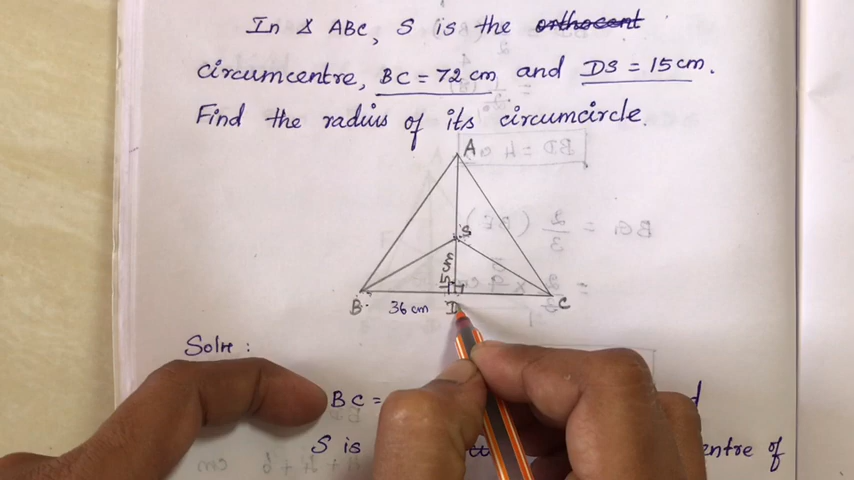 In Δ ABC, S is the orthocent
circumcentre, BC = 72 cm and DS = 15 cm.
Find the radius of its circumcircle.
A
S
15 cm
B
36 cm
D
C
Soln :
BC =
S is
entre of